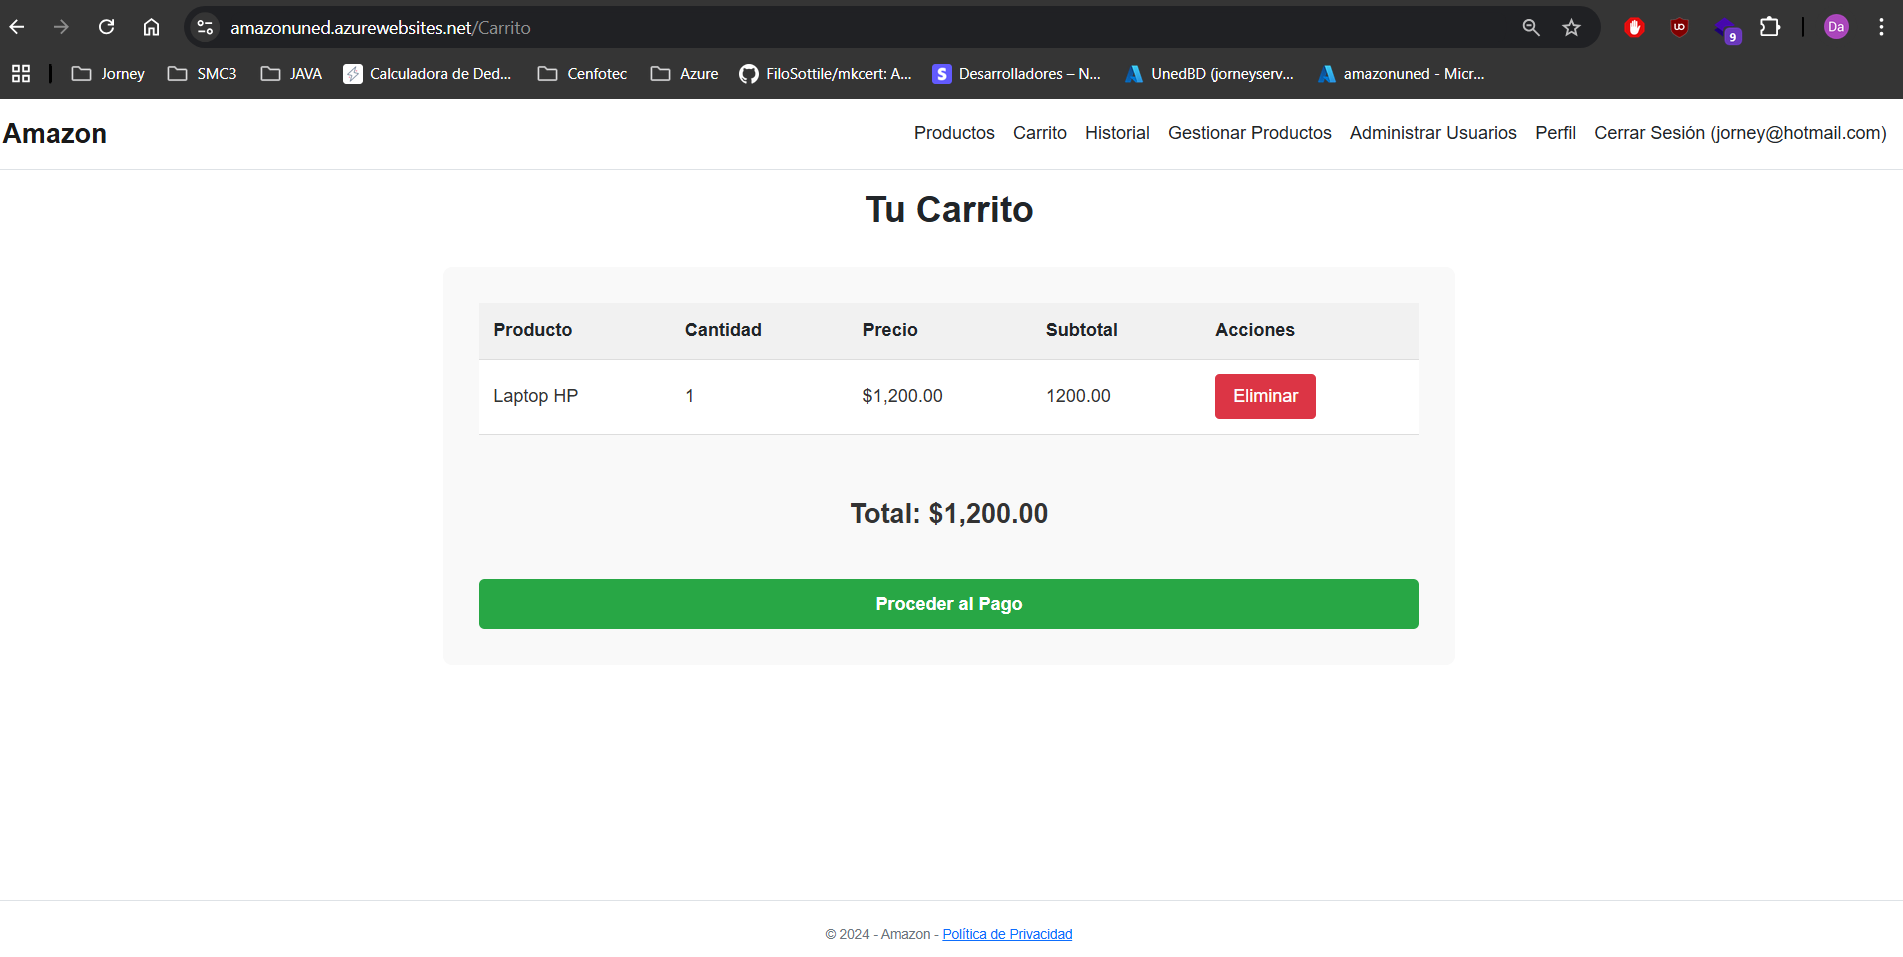 amazonuned.azurewebsites.net/Carrito
Da
9
Jorney SMC3 JAVA Calculadora de Ded... Cenfotec Azure FiloSottile/mkcert: A... S Desarrolladores – N... UnedBD (jorneyserv... amazonuned - Micr...
Amazon Productos Carrito Historial Gestionar Productos Administrar Usuarios Perfil Cerrar Sesión (jorney@hotmail.com)
Tu Carrito
Producto Cantidad Precio Subtotal Acciones
Laptop HP 1 $1,200.00 1200.00 Eliminar
Total: $1,200.00
Proceder al Pago
© 2024 - Amazon - Política de Privacidad